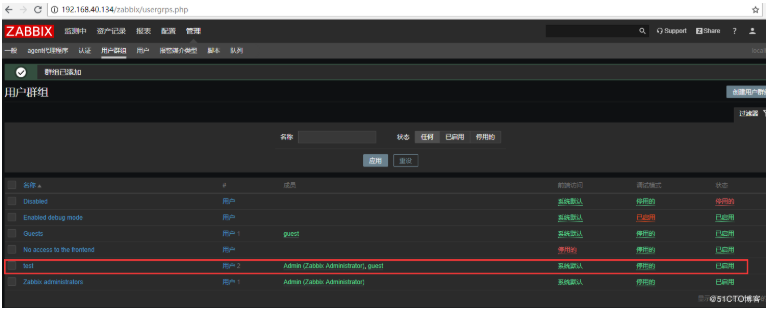 192.168.40.134/zabbix/usergrps.php
ZABBIX 监测中 资产记录 报表 配置 管理 Support Share ?
一般 agent代理程序 认证 用户群组 用户 报警媒介类型 脚本 队列 local
群组已添加
用户群组 创建用户群组
过滤器
名称 状态 任何 已启用 停用的
应用 重设
名称 # 成员 前端访问 调试模式 状态
Disabled 用户 系统默认 停用的 停用的
Enabled debug mode 用户 系统默认 已启用 已启用
Guests 用户 1 guest 系统默认 停用的 已启用
No access to the frontend 用户 停用的 停用的 已启用
test 用户 2 Admin (Zabbix Administrator), guest 系统默认 停用的 已启用
Zabbix administrators 用户 1 Admin (Zabbix Administrator) 系统默认 停用的 已启用
@51CTO博客